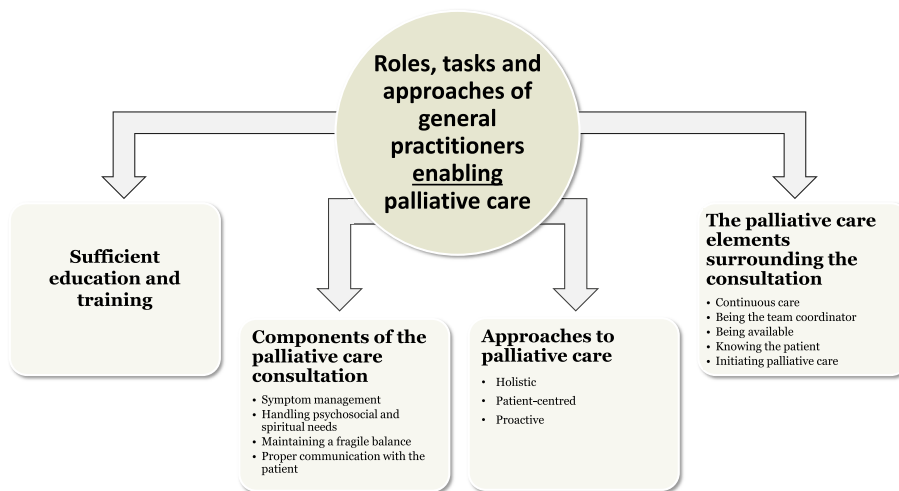 Roles, tasks and
approaches of
general
practitioners
enabling
palliative care
Sufficient
education and
training
Components of the
palliative care
consultation
• Symptom management
• Handling psychosocial and
spiritual needs
• Maintaining a fragile balance
• Proper communication with the
patient
Approaches to
palliative care
• Holistic
• Patient-centred
• Proactive
The palliative care
elements
surrounding the
consultation
• Continuous care
• Being the team coordinator
• Being available
• Knowing the patient
• Initiating palliative care